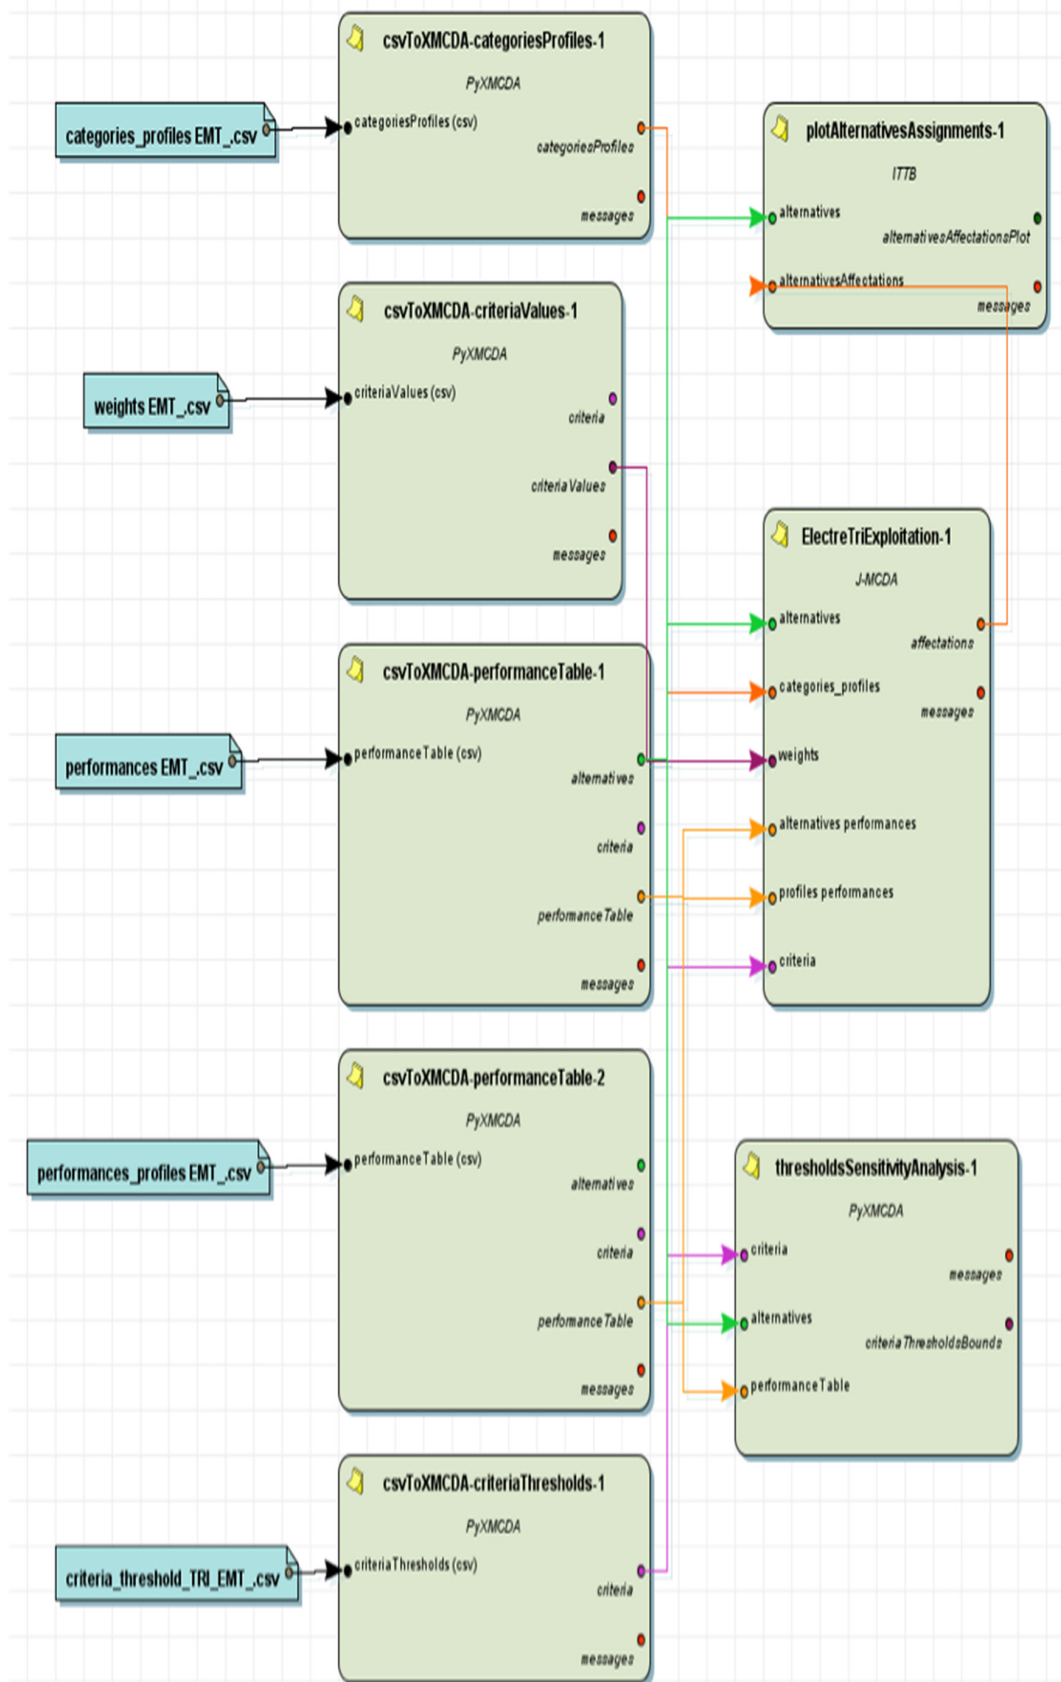 csvToXMCDA-categoriesProfiles-1
PyXMCDA
categories_profiles EMT_.csv
categoriesProfiles (csv)
categoriesProfiles
messages
plotAlternativesAssignments-1
ITTB
alternatives
alternativesAffectationsPlot
alternativesAffectations
messages
csvToXMCDA-criteriaValues-1
PyXMCDA
weights EMT_.csv
criteriaValues (csv)
criteria
criteriaValues
messages
ElectreTriExploitation-1
J-MCDA
alternatives
affectations
categories_profiles
messages
weights
alternatives performances
profiles performances
criteria
csvToXMCDA-performanceTable-1
PyXMCDA
performances EMT_.csv
performanceTable (csv)
alternatives
criteria
performanceTable
messages
csvToXMCDA-performanceTable-2
PyXMCDA
performances_profiles EMT_.csv
performanceTable (csv)
alternatives
criteria
performanceTable
messages
thresholdsSensitivityAnalysis-1
PyXMCDA
criteria
messages
alternatives
criteriaThresholdsBounds
performanceTable
csvToXMCDA-criteriaThresholds-1
PyXMCDA
criteria_threshold_TRI_EMT_.csv
criteriaThresholds (csv)
criteria
messages